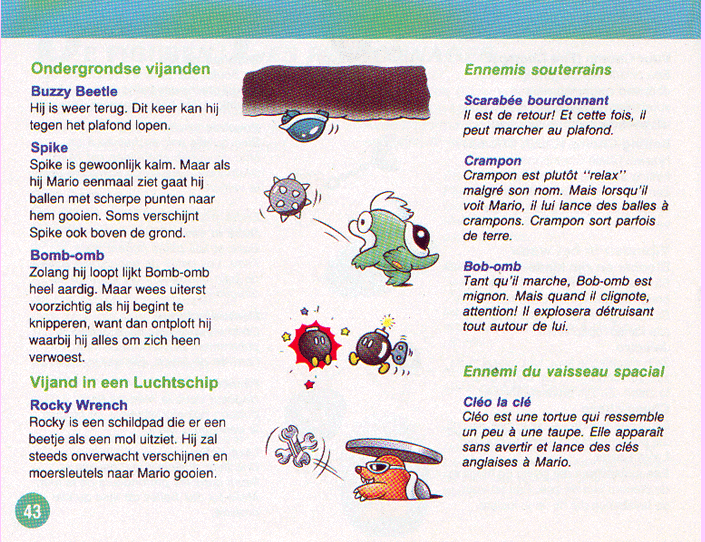 Ondergrondse vijanden
Buzzy Beetle
Hij is weer terug. Dit keer kan hij
tegen het plafond lopen.
Spike
Spike is gewoonlijk kalm. Maar als
hij Mario eenmaal ziet gaat hij
ballen met scherpe punten naar
hem gooien. Soms verschijnt
Spike ook boven de grond.
Bomb-omb
Zolang hij loopt lijkt Bomb-omb
heel aardig. Maar wees uiterst
voorzichtig als hij begint te
knipperen, want dan ontploft hij
waarbij hij alles om zich heen
verwoest.
Vijand in een Luchtschip
Rocky Wrench
Rocky is een schildpad die er een
beetje als een mol uitziet. Hij zal
steeds onverwacht verschijnen en
moersleutels naar Mario gooien.
43
Ennemis souterrains
Scarabée bourdonnant
Il est de retour! Et cette fois, il
peut marcher au plafond.
Crampon
Crampon est plutôt "relax"
malgré son nom. Mais lorsqu'il
voit Mario, il lui lance des balles à
crampons. Crampon sort parfois
de terre.
Bob-omb
Tant qu'il marche, Bob-omb est
mignon. Mais quand il clignote,
attention! Il explosera détruisant
tout autour de lui.
Ennemi du vaisseau spacial
Cléo la clé
Cléo est une tortue qui ressemble
un peu à une taupe. Elle apparaît
sans avertir et lance des clés
anglaises à Mario.